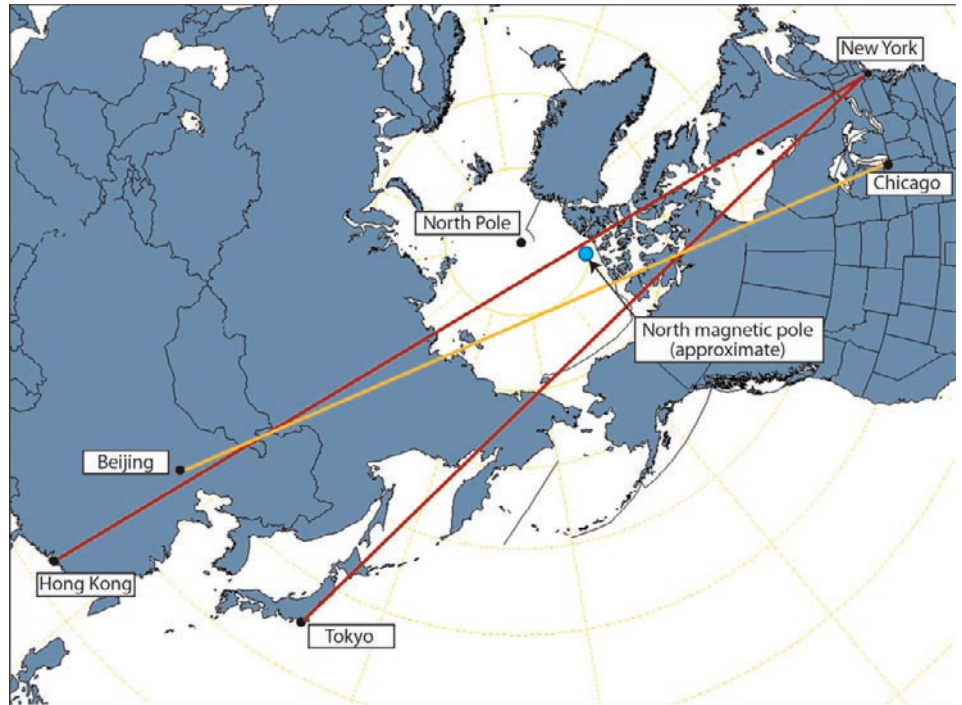 New York
Chicago
North Pole
North magnetic pole
(approximate)
Beijing
Hong Kong
Tokyo